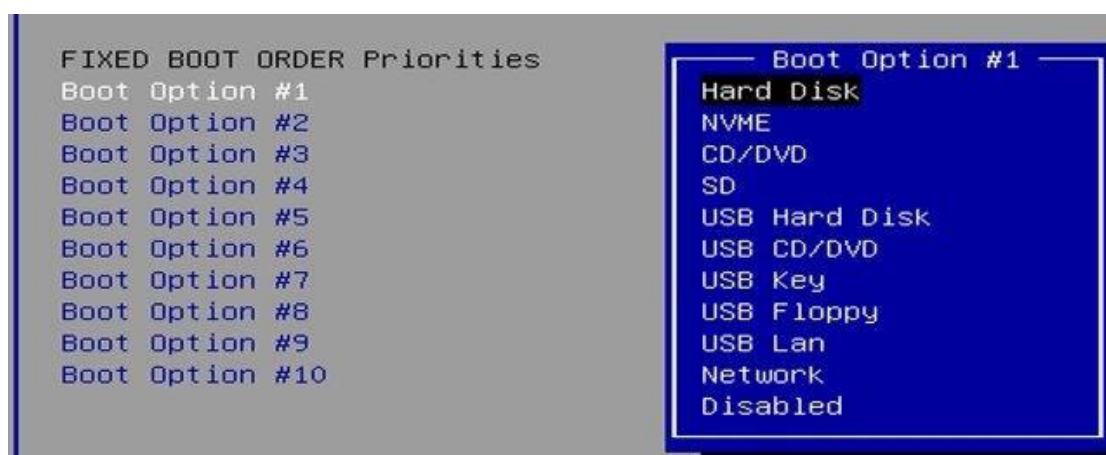 FIXED BOOT ORDER Priorities
Boot Option #1
Boot Option #2
Boot Option #3
Boot Option #4
Boot Option #5
Boot Option #6
Boot Option #7
Boot Option #8
Boot Option #9
Boot Option #10
Boot Option #1
Hard Disk
NVME
CD/DVD
SD
USB Hard Disk
USB CD/DVD
USB Key
USB Floppy
USB Lan
Network
Disabled